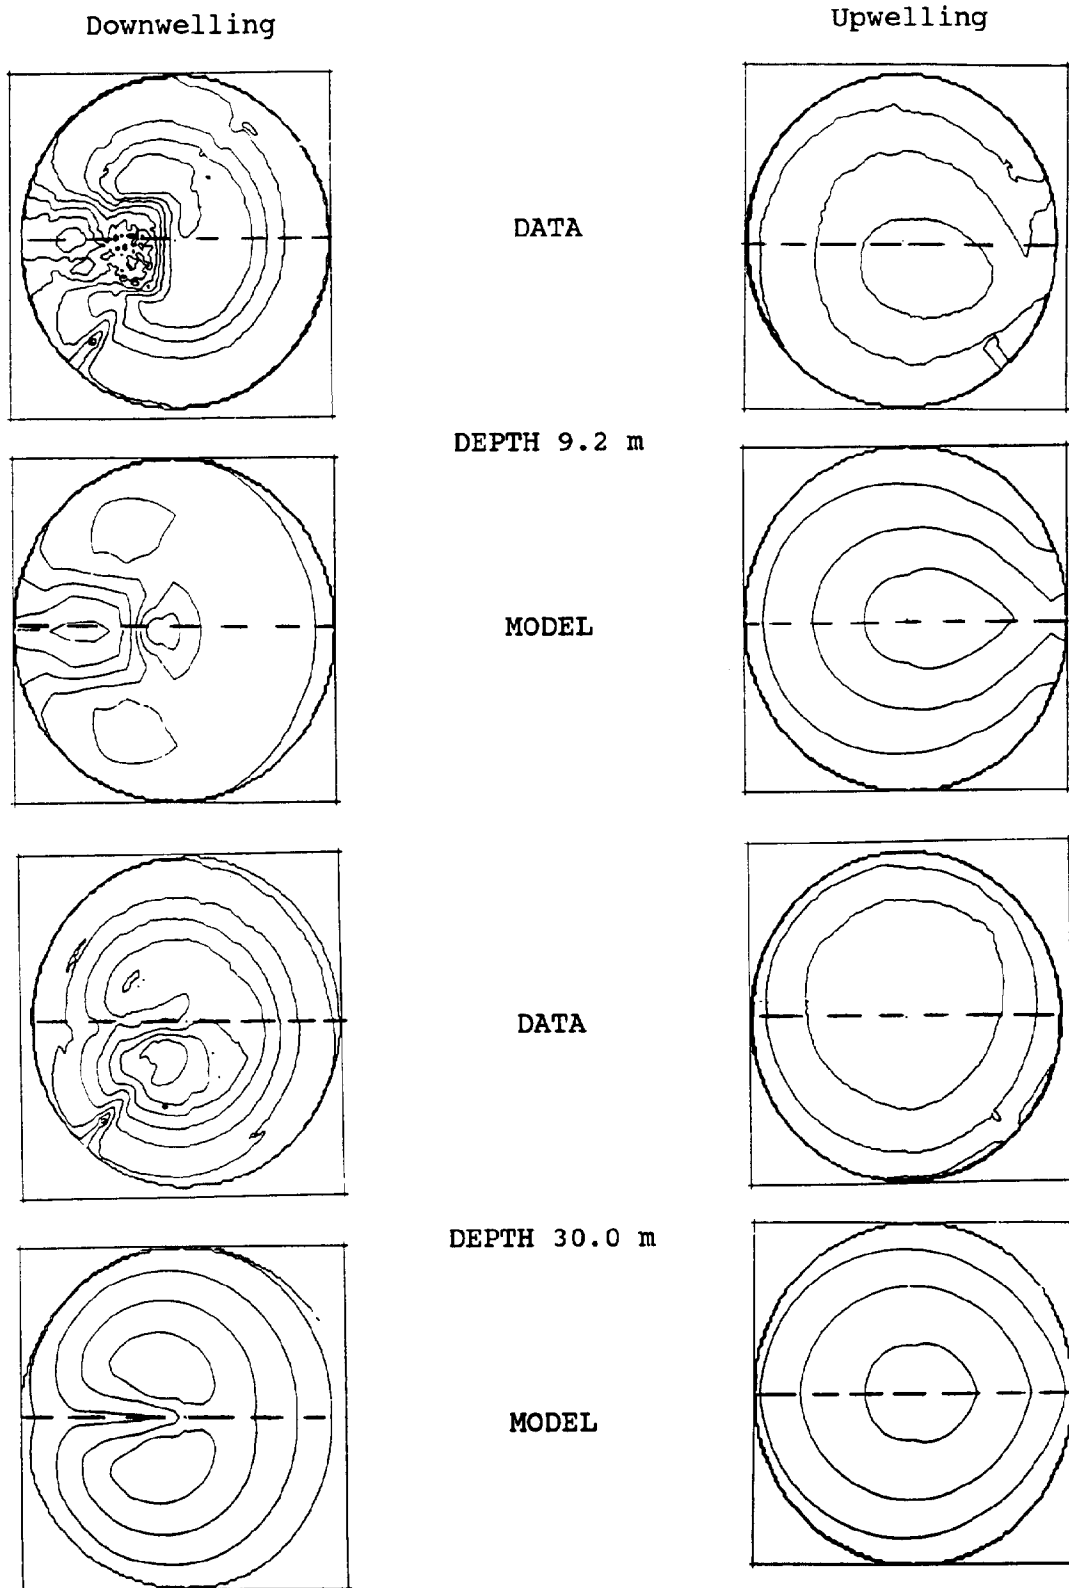 Downwelling
Upwelling
DATA
DEPTH 9.2 m
MODEL
DATA
DEPTH 30.0 m
MODEL